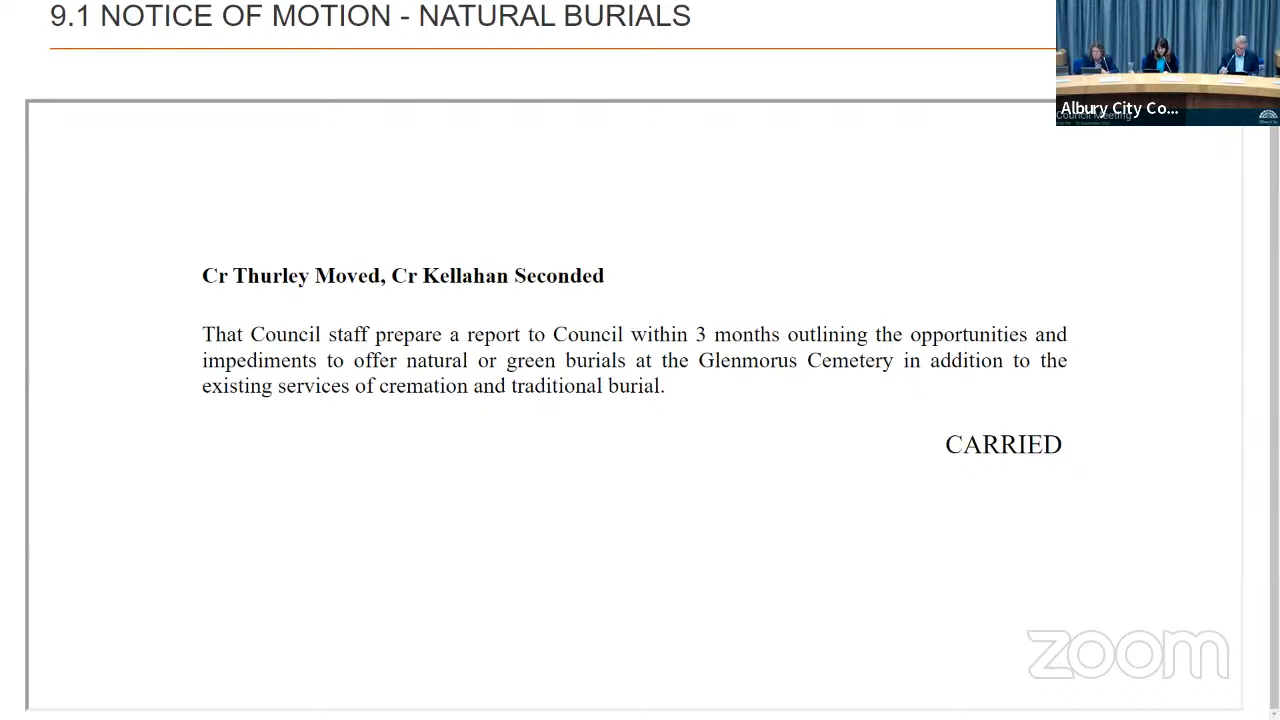 9.1 NOTICE OF MOTION - NATURAL BURIALS
Albury City Co...
Council Meeting
Cr Thurley Moved, Cr Kellahan Seconded
That Council staff prepare a report to Council within 3 months outlining the opportunities and
impediments to offer natural or green burials at the Glenmorus Cemetery in addition to the
existing services of cremation and traditional burial.
CARRIED
zoom